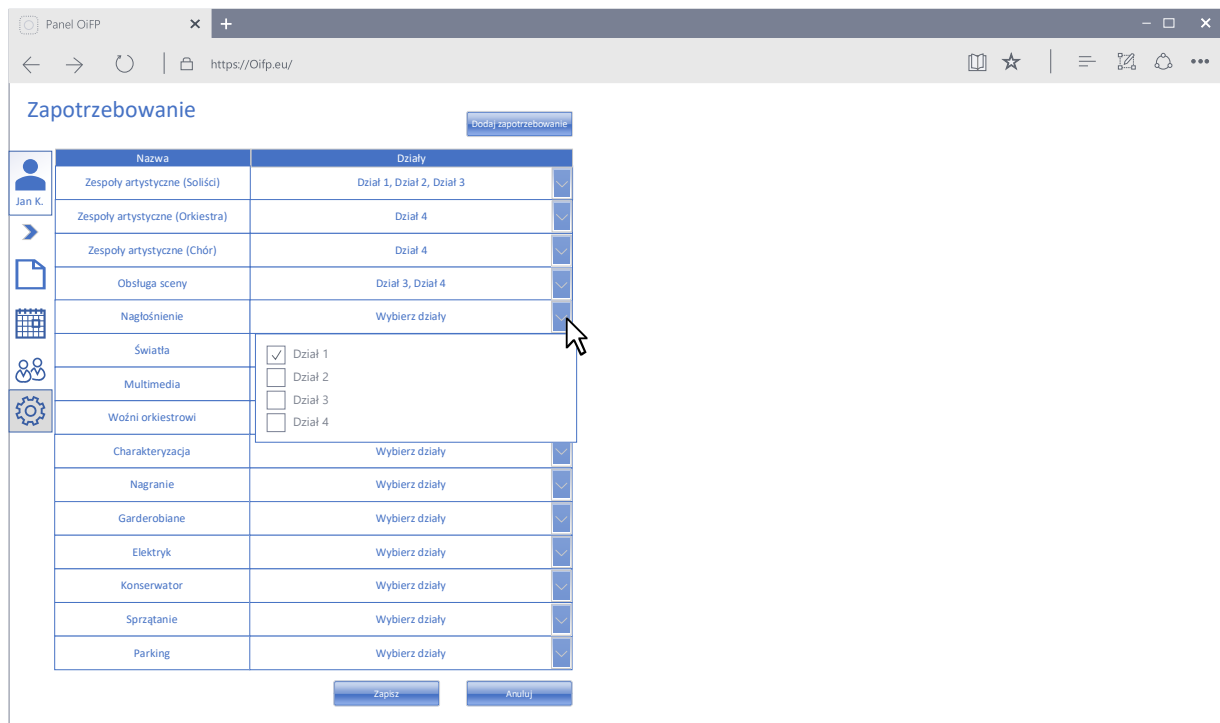 Panel OiFP
https://Oifp.eu/
Zapotrzebowanie
Dodaj zapotrzebowanie
Nazwa Działy
Jan K.
Zespoły artystyczne (Soliści) Dział 1, Dział 2, Dział 3
Zespoły artystyczne (Orkiestra) Dział 4
Zespoły artystyczne (Chór) Dział 4
Obsługa sceny Dział 3, Dział 4
Nagłośnienie Wybierz działy
Światła Dział 1
Dział 2
Multimedia
Dział 3
Woźni orkiestrowi Dział 4
Charakteryzacja Wybierz działy
Nagranie Wybierz działy
Garderobiane Wybierz działy
Elektryk Wybierz działy
Konserwator Wybierz działy
Sprzątanie Wybierz działy
Parking Wybierz działy
Zapisz Anuluj